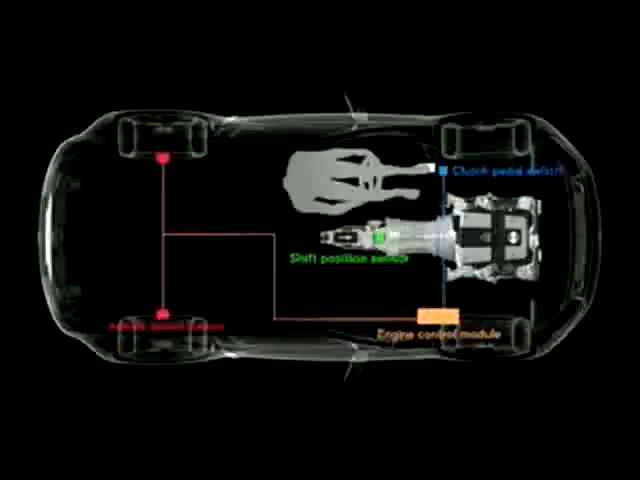 Clutch pedal switch
Shift position sensor
Engine control module